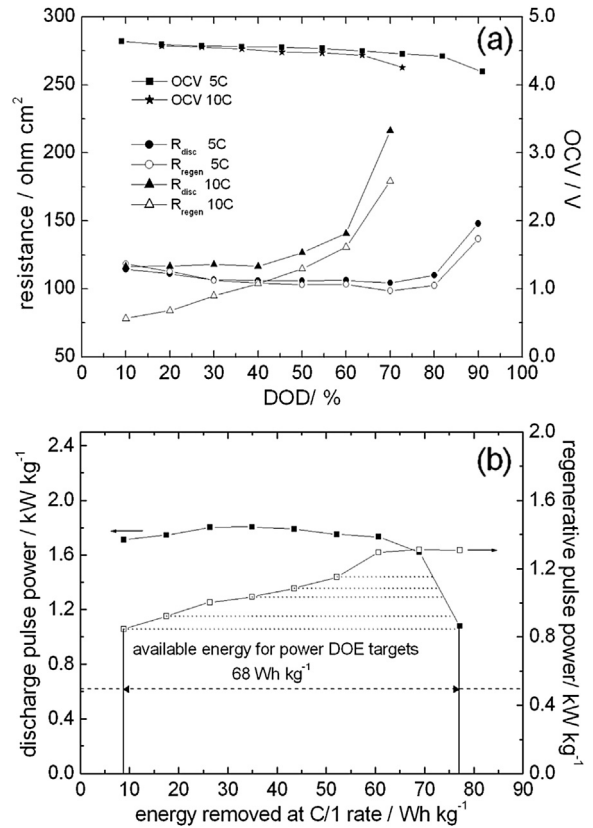 (a)
300
250
200
150
100
50
resistance / ohm cm²
5.0
4.0
3.0
2.0
1.0
0.0
OCV / V
OCV 5C
OCV 10C
R_disc 5C
R_regen 5C
R_disc 10C
R_regen 10C
0 10 20 30 40 50 60 70 80 90 100
DOD/ %
(b)
2.4
2.0
1.6
1.2
0.8
0.4
0.0
discharge pulse power / kW kg⁻¹
2.0
1.6
1.2
0.8
0.4
0.0
regenerative pulse power/ kW kg⁻¹
available energy for power DOE targets
68 Wh kg⁻¹
0 10 20 30 40 50 60 70 80 90
energy removed at C/1 rate / Wh kg⁻¹